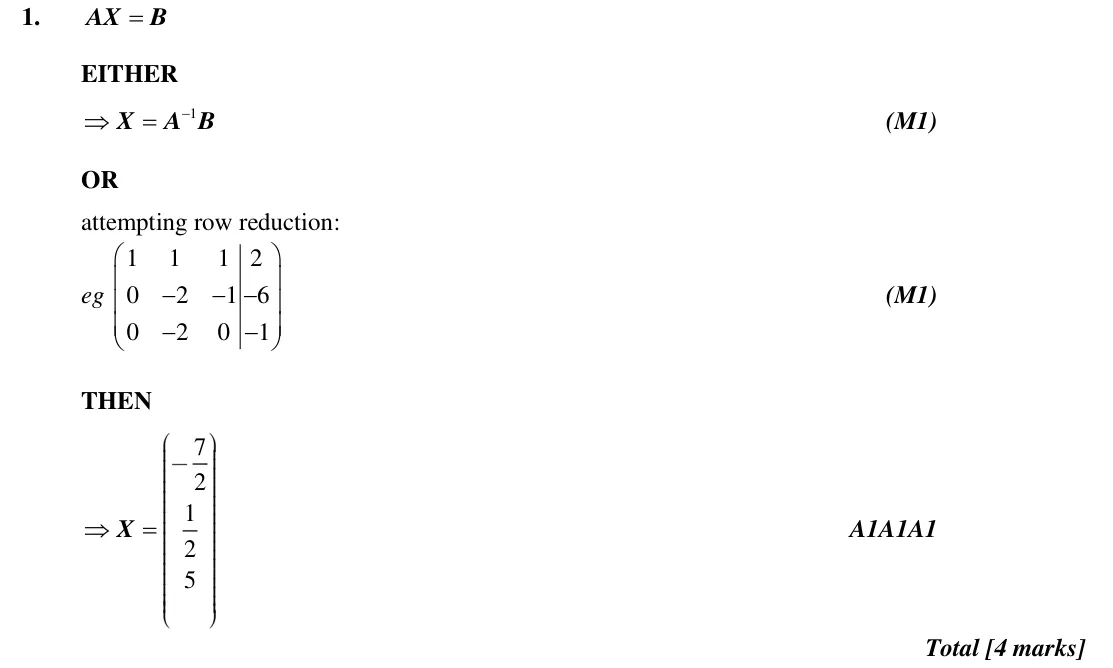 1. AX = B
EITHER
⇒ X = A⁻¹B (M1)
OR
attempting row reduction:
1 1 1 | 2
eg 0 −2 −1 | −6 (M1)
0 −2 0 | −1
THEN
−7/2
⇒ X = 1/2 A1A1A1
5
Total [4 marks]